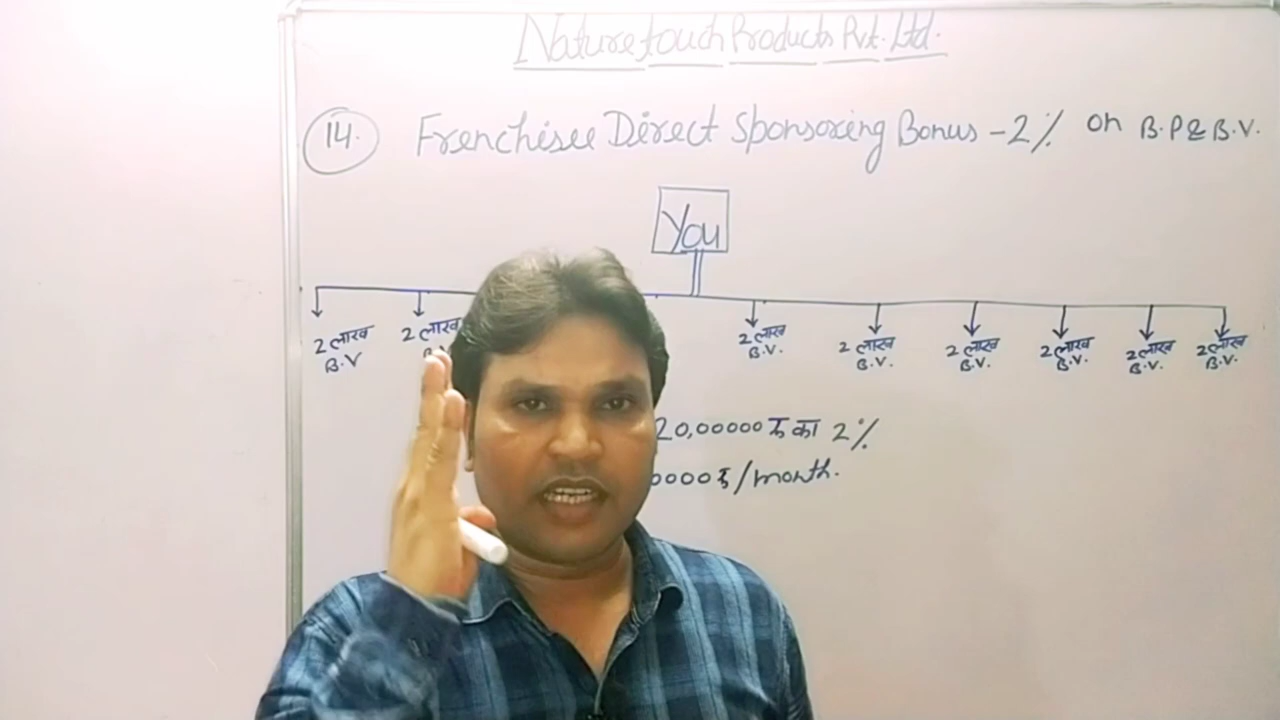 Naturetouch Products Pvt. Ltd.
14. Frenchisee Direct Sponsoring Bonus - 2% on B.P & B.V.
You
2 लाख 2 लाख 2 लाख 2 लाख 2 लाख 2 लाख 2 लाख 2 लाख
B.V B.V. B.V. B.V. B.V. B.V. B.V.
20,00000 ₹ का 2%
0000 ₹/month.